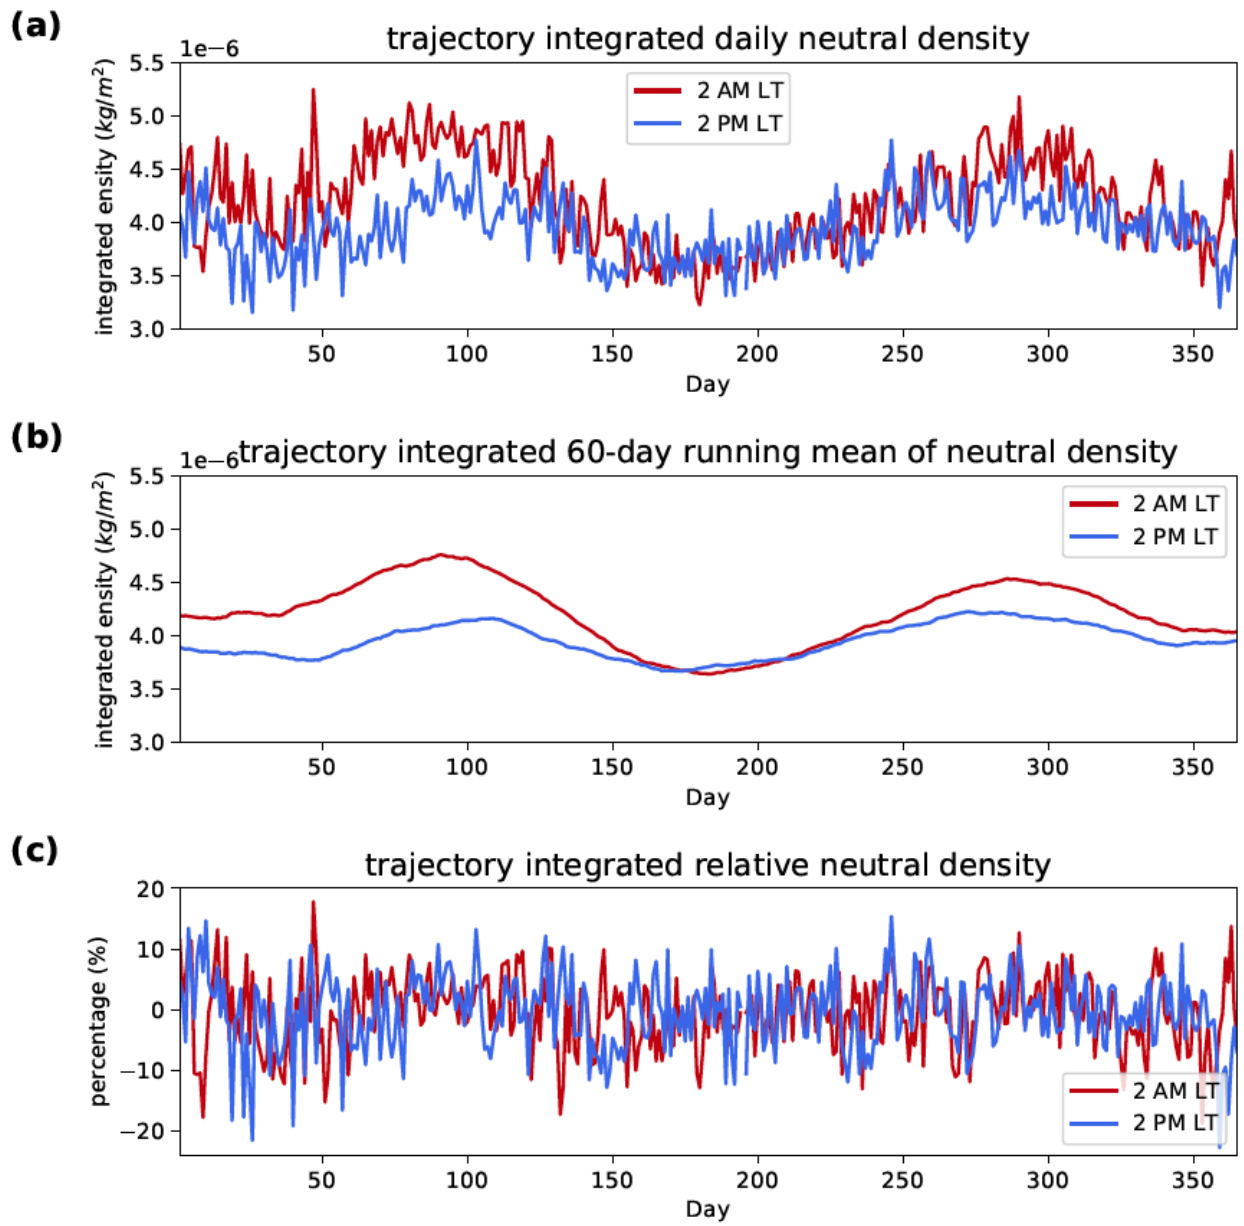 (a)
trajectory integrated daily neutral density
1e−6
5.5
5.0
4.5
4.0
3.5
3.0
integrated ensity (kg/m²)
2 AM LT
2 PM LT
50 100 150 200 250 300 350
Day
(b)
1e−6
trajectory integrated 60-day running mean of neutral density
5.5
5.0
4.5
4.0
3.5
3.0
integrated ensity (kg/m²)
2 AM LT
2 PM LT
50 100 150 200 250 300 350
Day
(c)
trajectory integrated relative neutral density
20
10
0
−10
−20
percentage (%)
2 AM LT
2 PM LT
50 100 150 200 250 300 350
Day